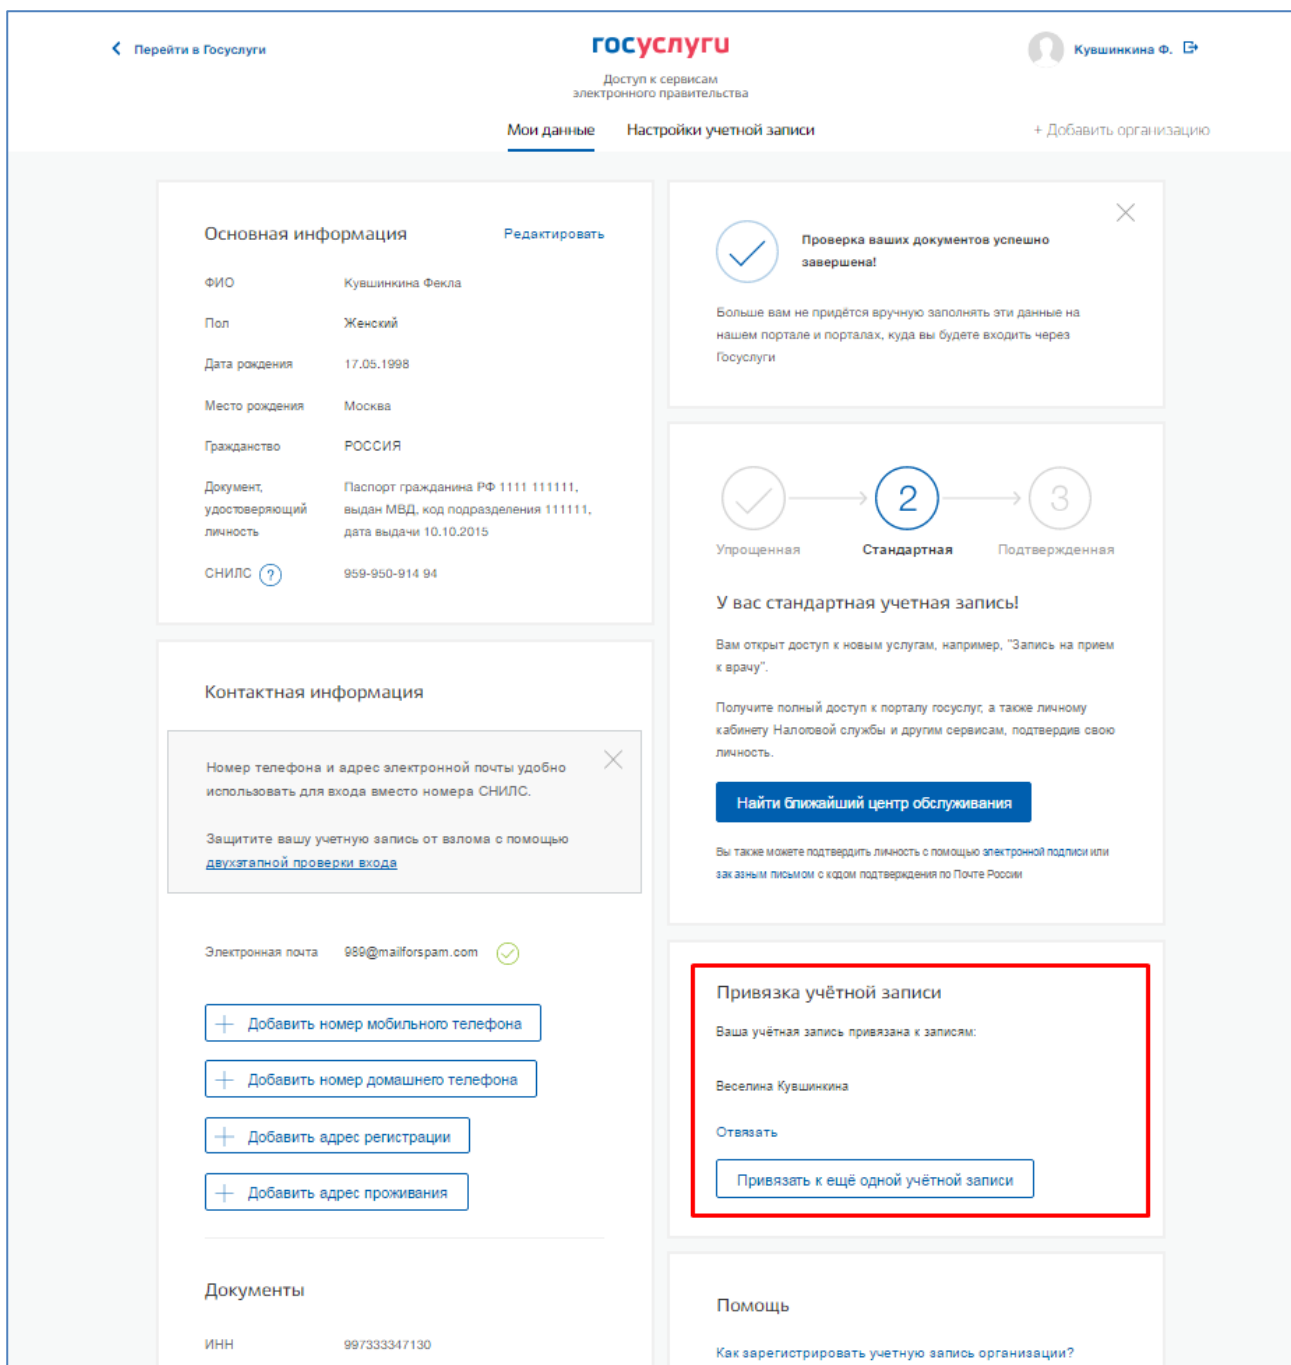 Перейти в Госуслуги
госуслуги
Кувшинкина Ф.
Доступ к сервисам
электронного правительства
Мои данные
Настройки учетной записи
+ Добавить организацию
Основная информация
Редактировать
ФИО
Кувшинкина Фекла
Пол
Женский
Дата рождения
17.05.1998
Место рождения
Москва
Гражданство
РОССИЯ
Документ,
удостоверяющий
личность
Паспорт гражданина РФ 1111 111111,
выдан МВД, код подразделения 111111,
дата выдачи 10.10.2015
СНИЛС ?
959-950-914 94
Контактная информация
Номер телефона и адрес электронной почты удобно
использовать для входа вместо номера СНИЛС.
Защитите вашу учетную запись от взлома с помощью
двухэтапной проверки входа
Электронная почта
989@mailforspam.com
Добавить номер мобильного телефона
Добавить номер домашнего телефона
Добавить адрес регистрации
Добавить адрес проживания
Документы
ИНН
997333347130
Проверка ваших документов успешно
завершена!
Больше вам не придётся вручную заполнять эти данные на
нашем портале и порталах, куда вы будете входить через
Госуслуги
2
3
Упрощенная
Стандартная
Подтвержденная
У вас стандартная учетная запись!
Вам открыт доступ к новым услугам, например, "Запись на прием
к врачу".
Получите полный доступ к порталу госуслуг, а также личному
кабинету Налоговой службы и другим сервисам, подтвердив свою
личность.
Найти ближайший центр обслуживания
Вы также можете подтвердить личность с помощью электронной подписи или
заказным письмом с кодом подтверждения по Почте России
Привязка учётной записи
Ваша учётная запись привязана к записям:
Веселина Кувшинкина
Отвязать
Привязать к ещё одной учётной записи
Помощь
Как зарегистрировать учетную запись организации?